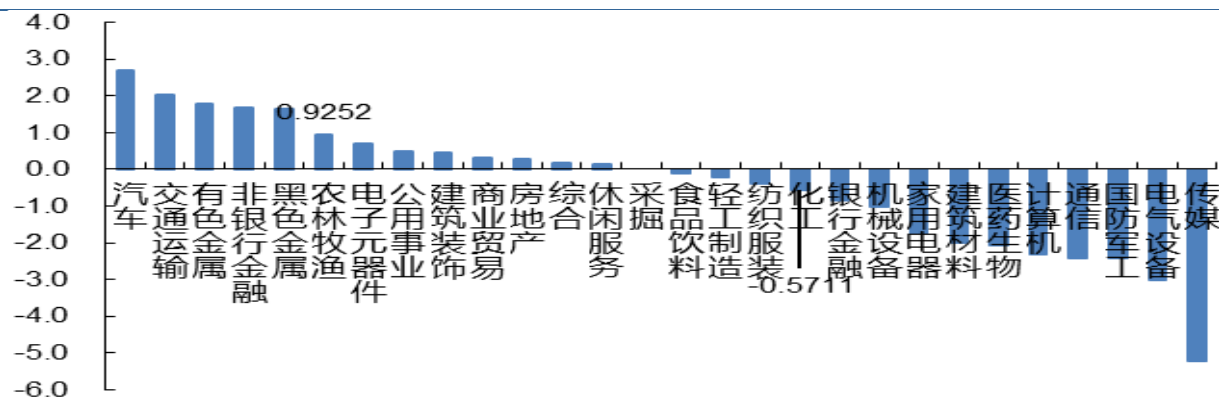 4.0
3.0
2.0
1.0
0.0
-1.0
-2.0
-3.0
-4.0
-5.0
-6.0
0.9252
汽车
交通运输
有色金属
非银行金融
黑色金属
农林牧渔
电子元器件
公用事业
建筑装饰
商业贸易
房地产
综合
休闲服务
采掘
食品饮料
轻工制造
纺织服装
化工
银行金融
机械设备
家用电器
建筑材料
医药生物
计算机
通信
国防军工
电气设备
传媒
-0.5711